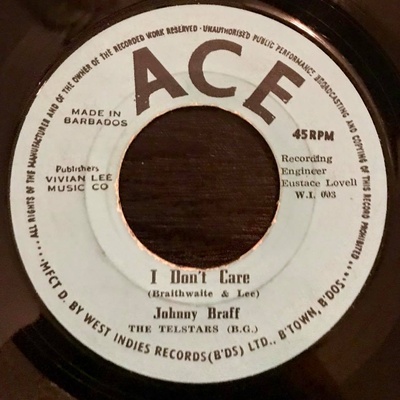 ALL RIGHTS OF THE MANUFACTURER AND OF THE OWNER OF THE RECORDED WORK RESERVED - UNAUTHORISED PUBLIC PERFORMANCE BROADCASTING AND COPYING OF THIS RECORD PROHIBITED
ACE
MADE IN
BARBADOS
45 RPM
Publishers
VIVIAN LEE
MUSIC CO
Recording
Engineer
Eustace Lovell
W.I. 003
I Don't Care
(Braithwaite & Lee)
Johnny Braff
THE TELSTARS (B.G.)
MFCT D. BY WEST INDIES RECORDS (B'DS) LTD., B'TOWN, B'DOS.